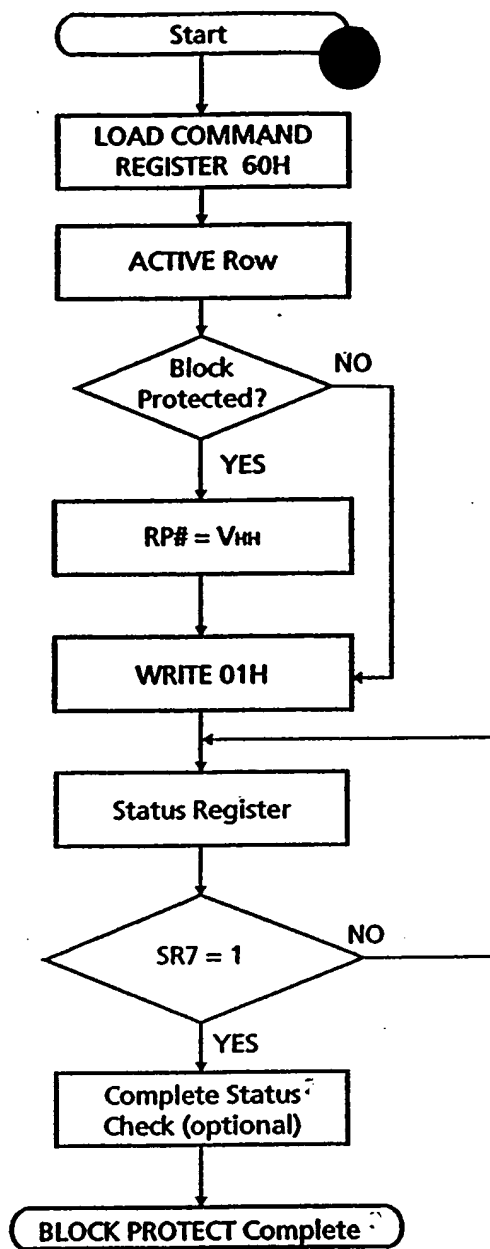 Start
LOAD COMMAND
REGISTER 60H
ACTIVE Row
Block
Protected?
NO
YES
RP# = VHH
WRITE 01H
Status Register
SR7 = 1
NO
YES
Complete Status
Check (optional)
BLOCK PROTECT Complete